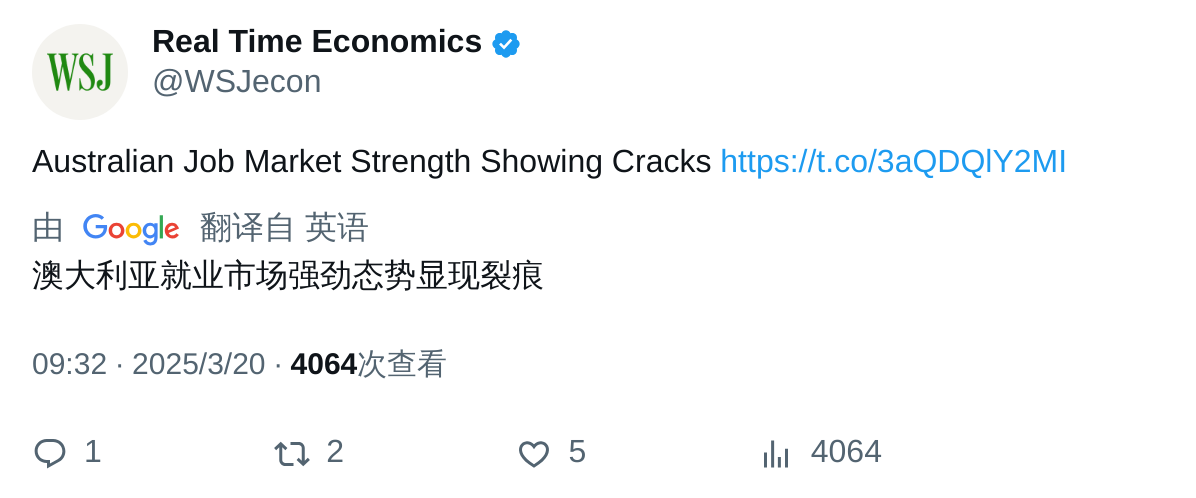 WSJ
Real Time Economics
@WSJecon
Australian Job Market Strength Showing Cracks https://t.co/3aQDQlY2MI
由 Google 翻译自 英语
澳大利亚就业市场强劲态势显现裂痕
09:32 · 2025/3/20 · 4064次查看
1 2 5 4064